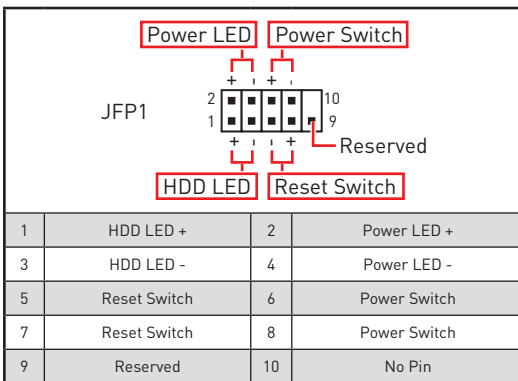 Power LED Power Switch
+ - + -
2 10
JFP1
1 9
+ - - +
Reserved
HDD LED Reset Switch
1 HDD LED + 2 Power LED +
3 HDD LED - 4 Power LED -
5 Reset Switch 6 Power Switch
7 Reset Switch 8 Power Switch
9 Reserved 10 No Pin